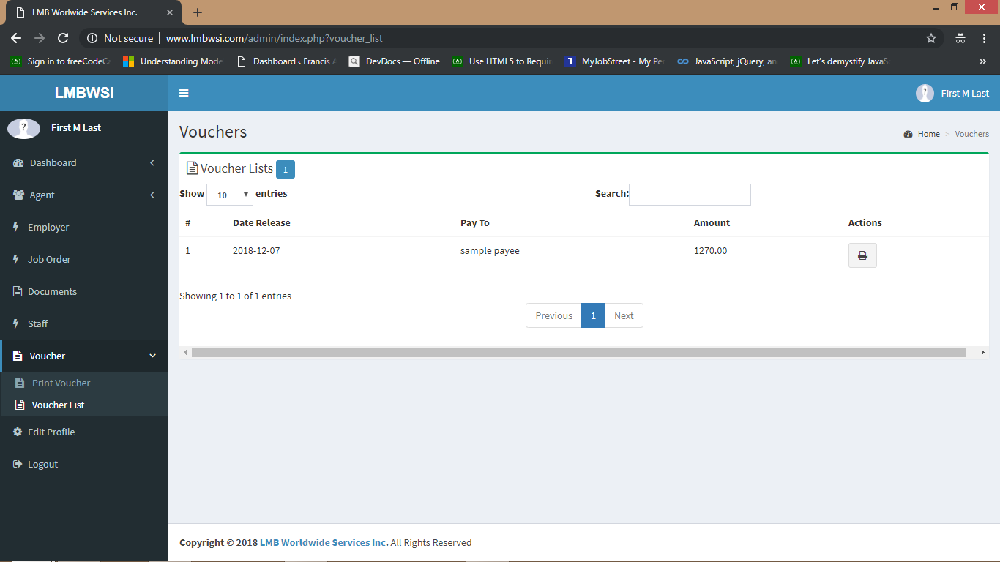 LMB Worlwide Services Inc.
Not secure | www.lmbwsi.com/admin/index.php?voucher_list
Sign in to freeCodeC Understanding Mode Dashboard ‹ Francis A DevDocs — Offline Use HTML5 to Requir MyJobStreet - My Per JavaScript, jQuery, an Let's demystify JavaS »
LMBWSI First M Last
First M Last
Dashboard
Agent
Employer
Job Order
Documents
Staff
Voucher
Print Voucher
Voucher List
Edit Profile
Logout
Vouchers
Home > Vouchers
Voucher Lists 1
Show 10 entries Search:
# Date Release Pay To Amount Actions
1 2018-12-07 sample payee 1270.00
Showing 1 to 1 of 1 entries
Previous 1 Next
Copyright © 2018 LMB Worldwide Services Inc. All Rights Reserved